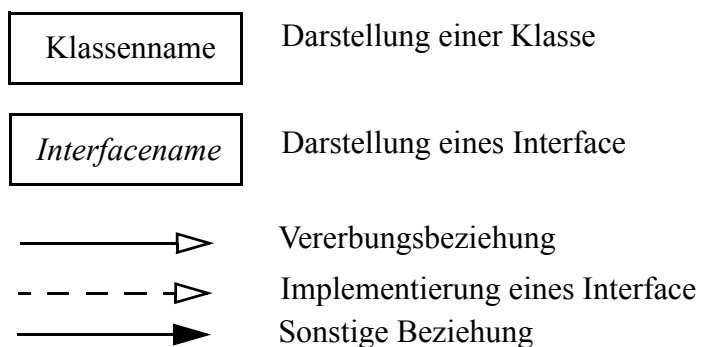 Klassenname
Darstellung einer Klasse
Interfacename
Darstellung eines Interface
Vererbungsbeziehung
Implementierung eines Interface
Sonstige Beziehung